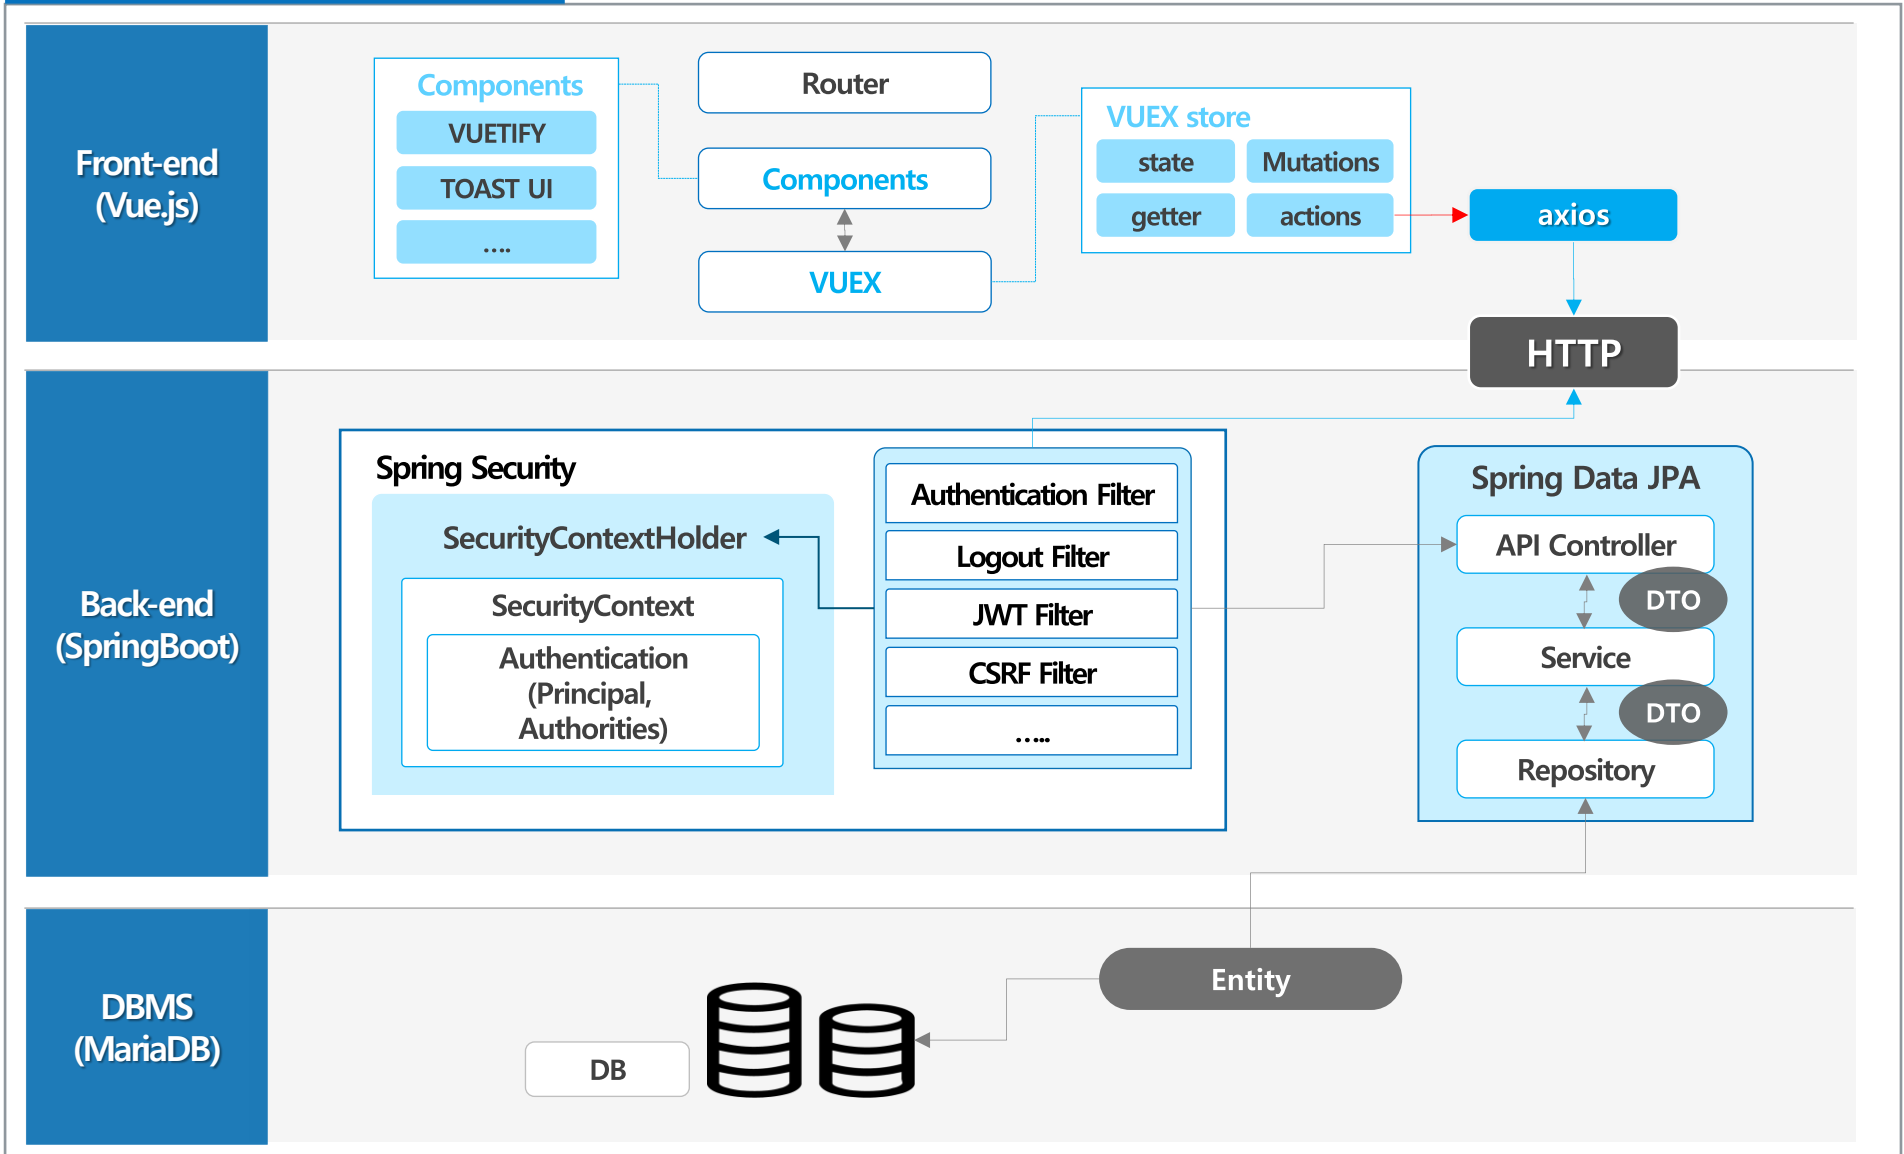 Front-end
(Vue.js)
Components
VUETIFY
TOAST UI
....
Router
Components
VUEX
VUEX store
state
Mutations
getter
actions
axios
HTTP
Back-end
(SpringBoot)
Spring Security
SecurityContextHolder
SecurityContext
Authentication
(Principal,
Authorities)
Authentication Filter
Logout Filter
JWT Filter
CSRF Filter
.....
Spring Data JPA
API Controller
DTO
Service
DTO
Repository
DBMS
(MariaDB)
DB
Entity